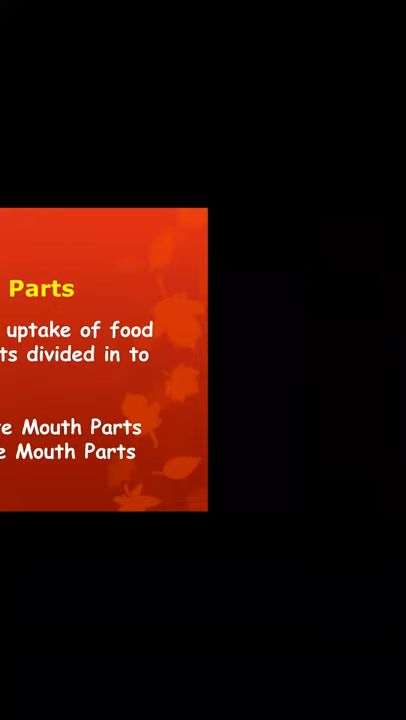 Parts
uptake of food
ts divided in to
e Mouth Parts
e Mouth Parts